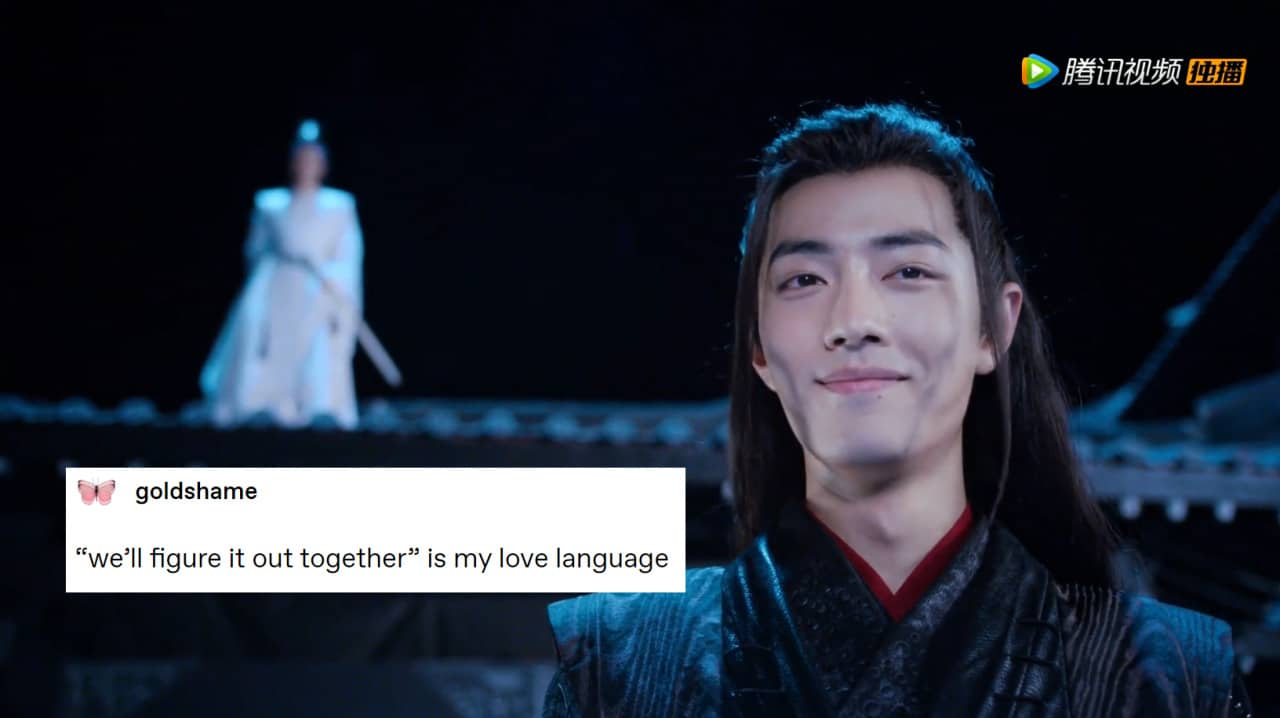 腾讯视频 独播
goldshame
“we’ll figure it out together” is my love language